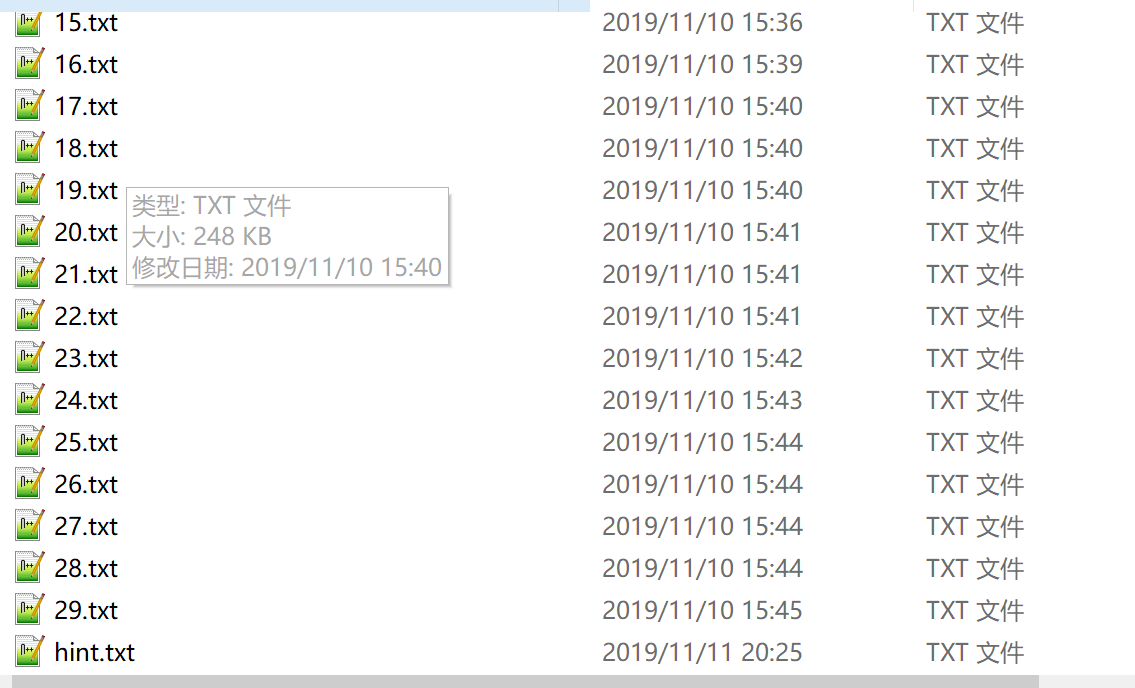 15.txt 2019/11/10 15:36 TXT 文件
16.txt 2019/11/10 15:39 TXT 文件
17.txt 2019/11/10 15:40 TXT 文件
18.txt 2019/11/10 15:40 TXT 文件
19.txt 2019/11/10 15:40 TXT 文件
类型: TXT 文件
20.txt 2019/11/10 15:41 TXT 文件
大小: 248 KB
21.txt 2019/11/10 15:41 TXT 文件
修改日期: 2019/11/10 15:40
22.txt 2019/11/10 15:41 TXT 文件
23.txt 2019/11/10 15:42 TXT 文件
24.txt 2019/11/10 15:43 TXT 文件
25.txt 2019/11/10 15:44 TXT 文件
26.txt 2019/11/10 15:44 TXT 文件
27.txt 2019/11/10 15:44 TXT 文件
28.txt 2019/11/10 15:44 TXT 文件
29.txt 2019/11/10 15:45 TXT 文件
hint.txt 2019/11/11 20:25 TXT 文件